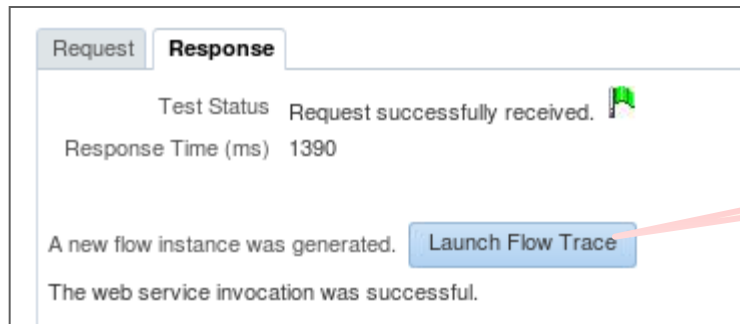 Request Response
Test Status Request successfully received.
Response Time (ms) 1390
A new flow instance was generated. Launch Flow Trace
The web service invocation was successful.